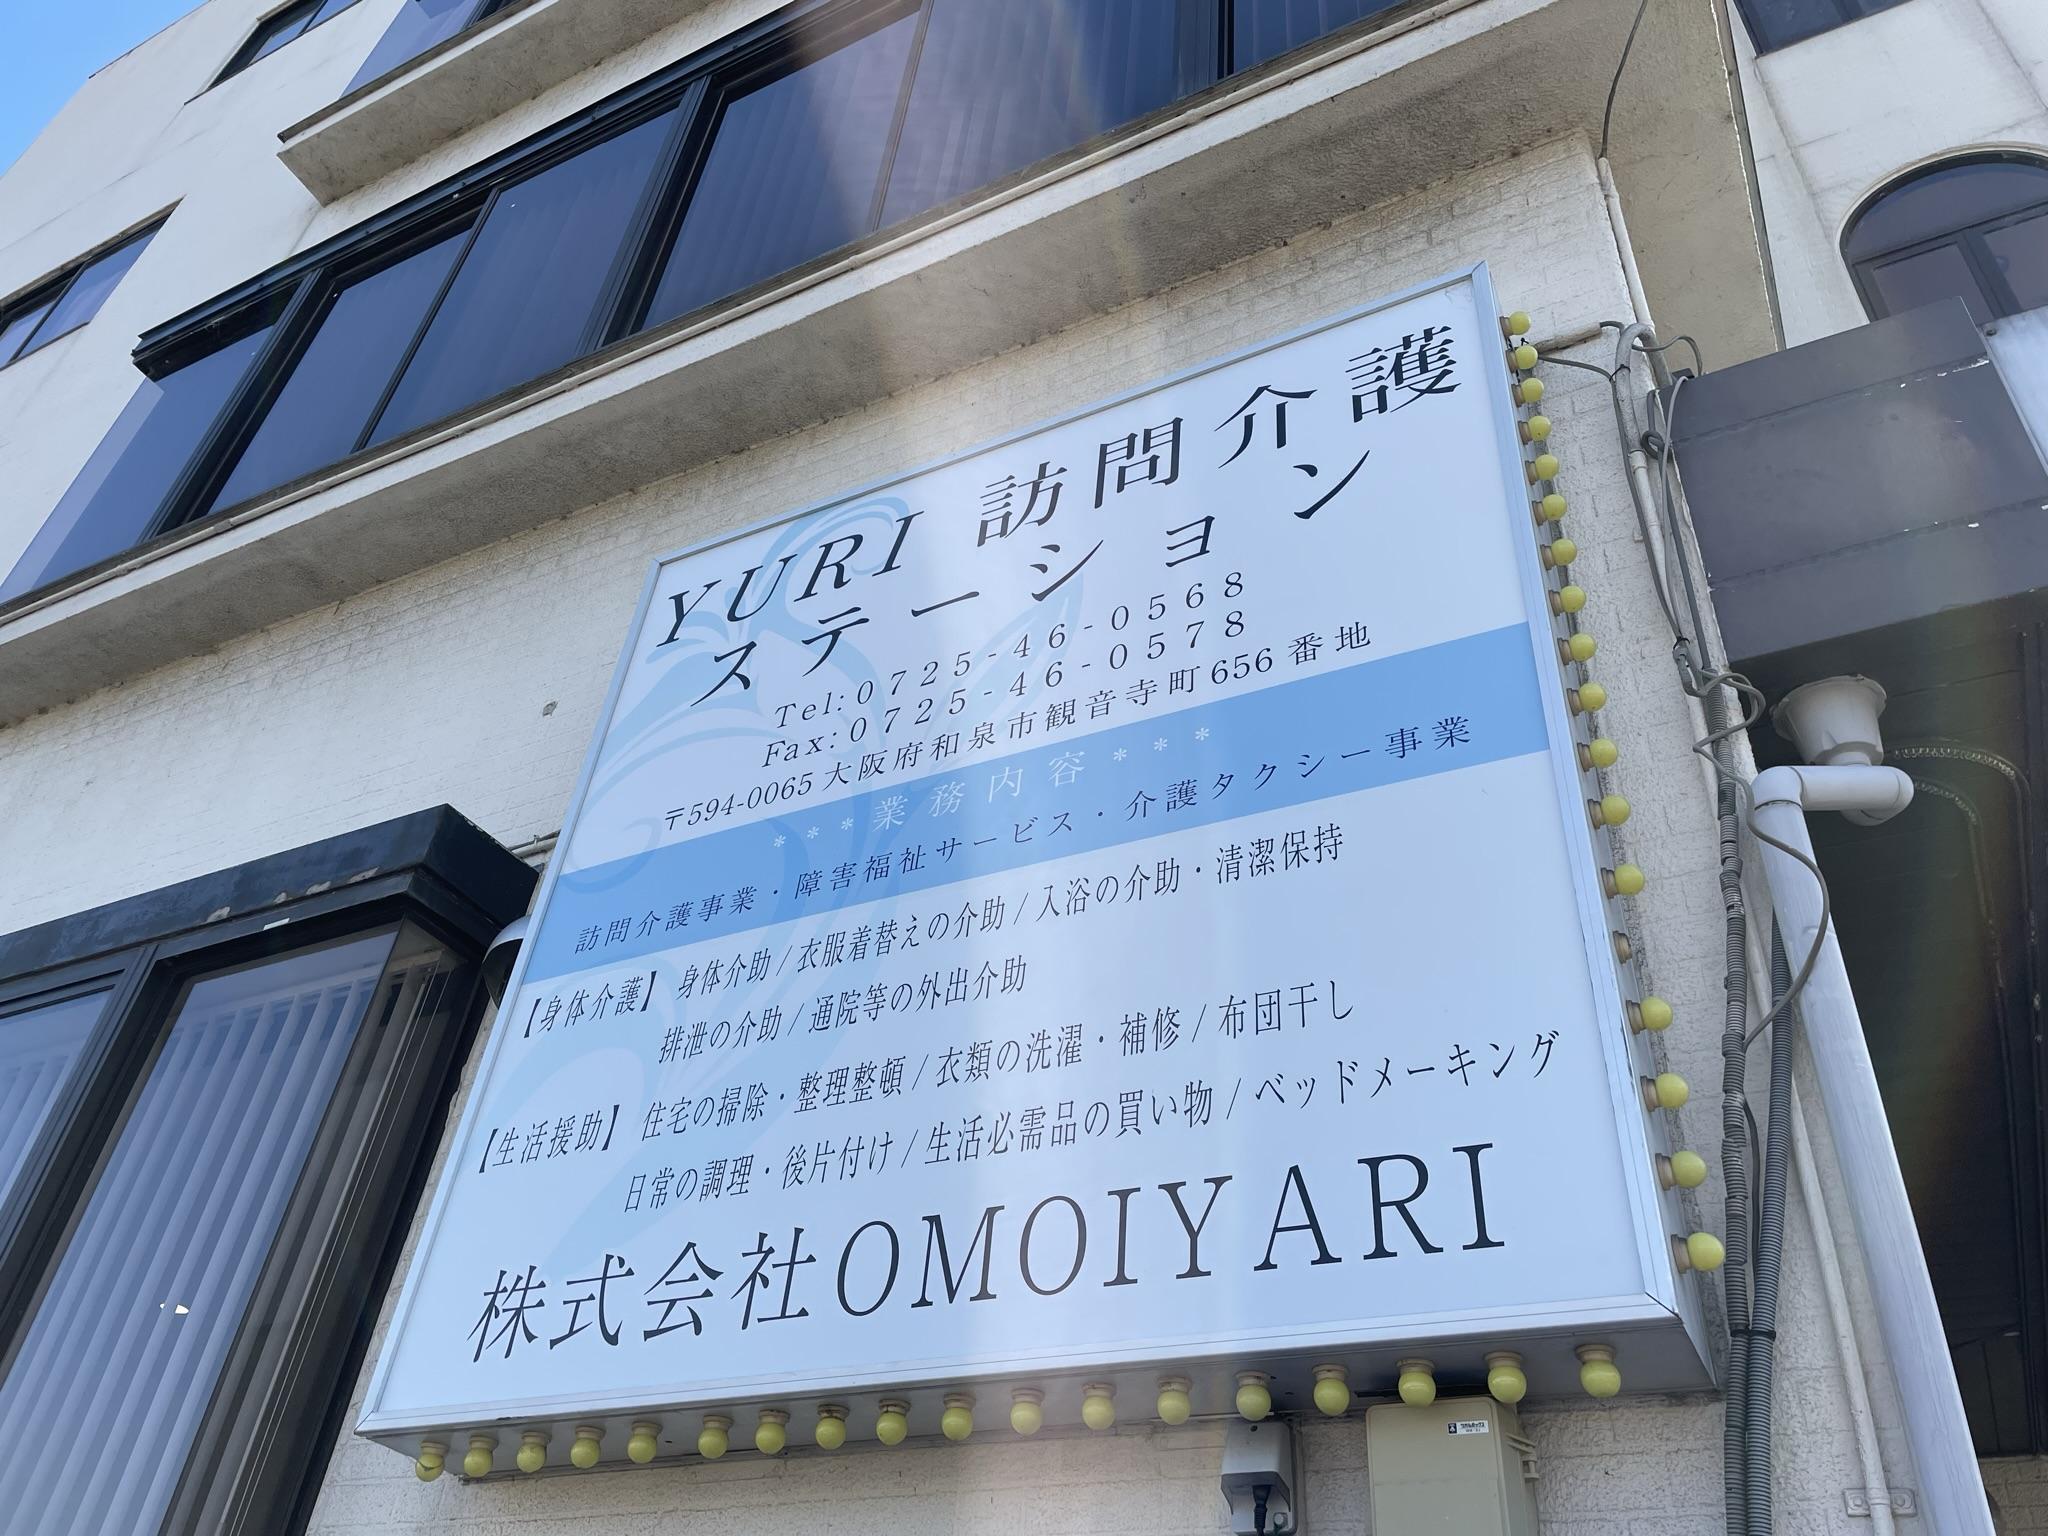 YURI 訪問介護
ステーション
Tel:0725-46-0568
Fax:0725-46-0578
〒594-0065 大阪府和泉市観音寺町 656 番地
***業務内容***
訪問介護事業・障害福祉サービス・介護タクシー事業
【身体介護】 身体介助 / 衣服着替えの介助 / 入浴の介助・清潔保持
排泄の介助 / 通院等の外出介助
【生活援助】 住宅の掃除・整理整頓 / 衣類の洗濯・補修 / 布団干し
日常の調理・後片付け / 生活必需品の買い物 / ベッドメーキング
株式会社OMOIYARI